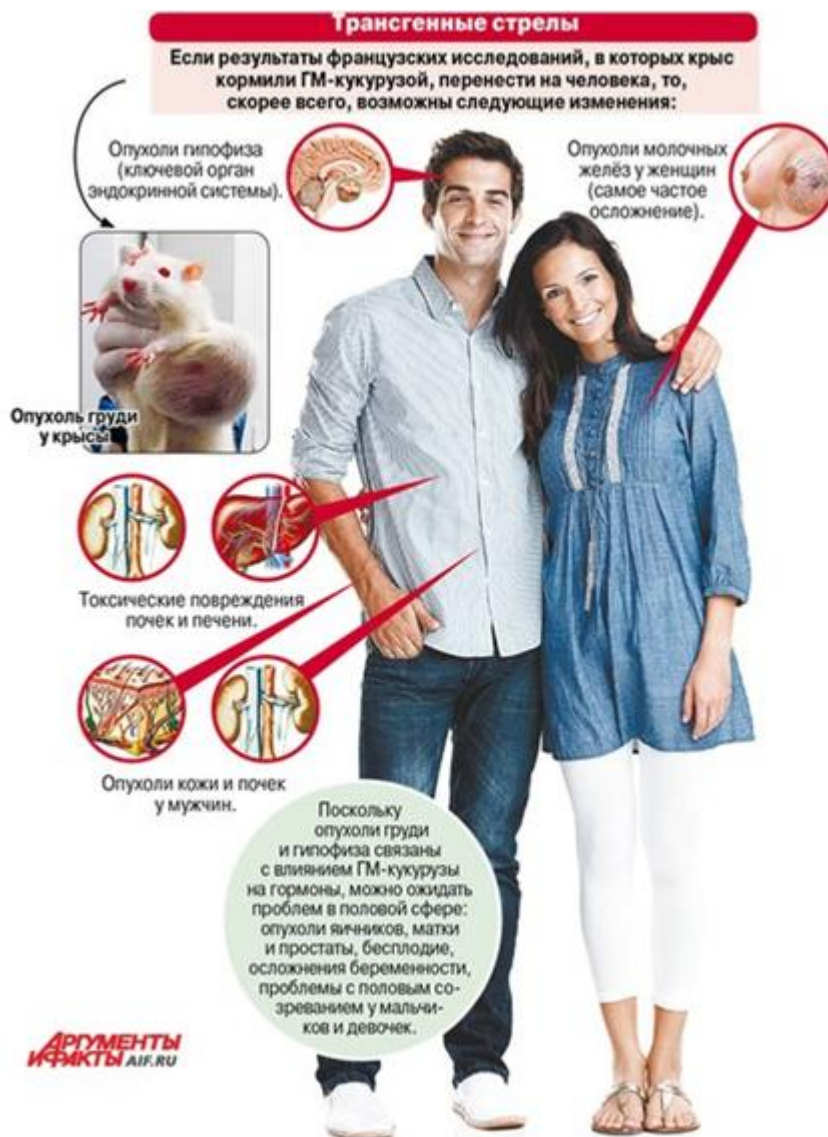 Трансгенные стрелы
Если результаты французских исследований, в которых крыс
кормили ГМ-кукурузой, перенести на человека, то,
скорее всего, возможны следующие изменения:
Опухоли гипофиза
(ключевой орган
эндокринной системы).
Опухоли молочных
желёз у женщин
(самое частое
осложнение).
Опухоль груди
у крысы
Токсические повреждения
почек и печени.
Опухоли кожи и почек
у мужчин.
Поскольку
опухоли груди
и гипофиза связаны
с влиянием ГМ-кукурузы
на гормоны, можно ожидать
проблем в половой сфере:
опухоли яичников, матки
и простаты, бесплодие,
осложнения беременности,
проблемы с половым со-
зреванием у мальчи-
ков и девочек.
АРГУМЕНТЫ
И ФАКТЫ AIF.RU